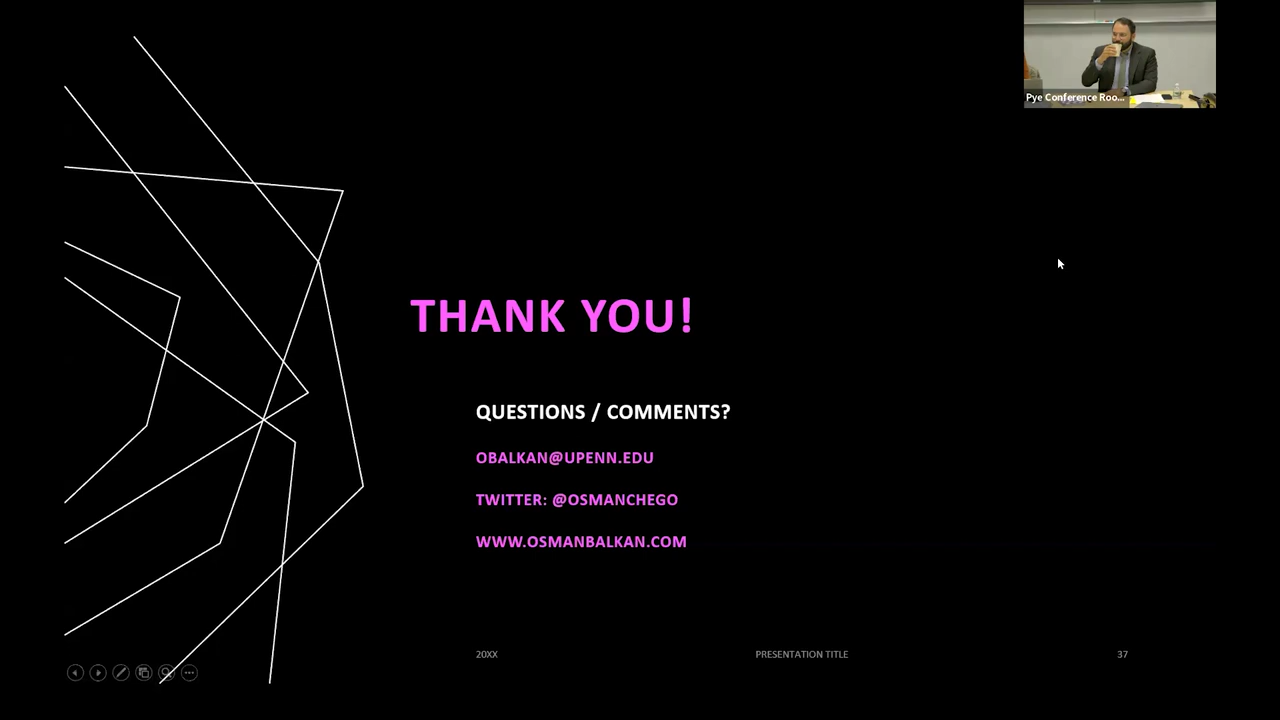 Pye Conference Roo...
THANK YOU!
QUESTIONS / COMMENTS?
OBALKAN@UPENN.EDU
TWITTER: @OSMANCHEGO
WWW.OSMANBALKAN.COM
20XX
PRESENTATION TITLE
37